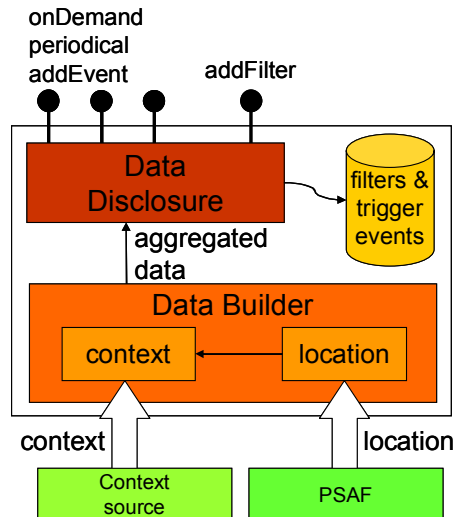 onDemand
periodical
addEvent
addFilter
Data
Disclosure
filters &
trigger
events
aggregated
data
Data Builder
context
location
context
location
Context
source
PSAF